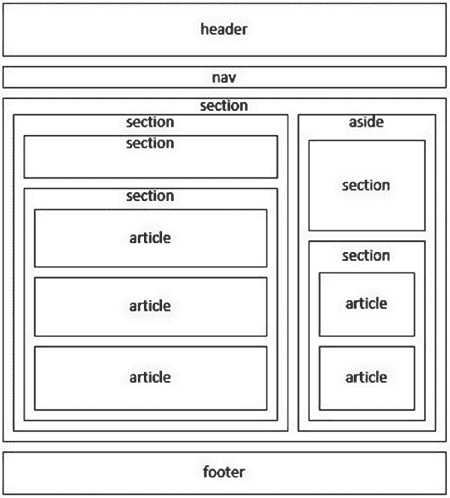 header
nav
section
section
section
section
article
article
article
aside
section
section
article
article
footer